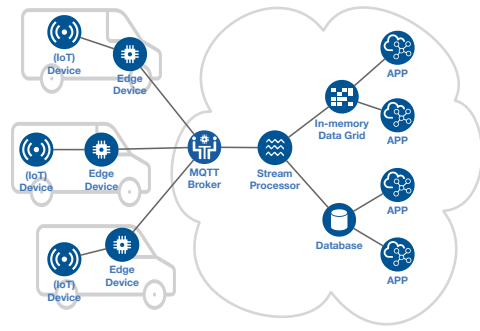 (IoT)
Device
Edge
Device
(IoT)
Device
Edge
Device
(IoT)
Device
Edge
Device
MQTT
Broker
Stream
Processor
In-memory
Data Grid
Database
APP
APP
APP
APP